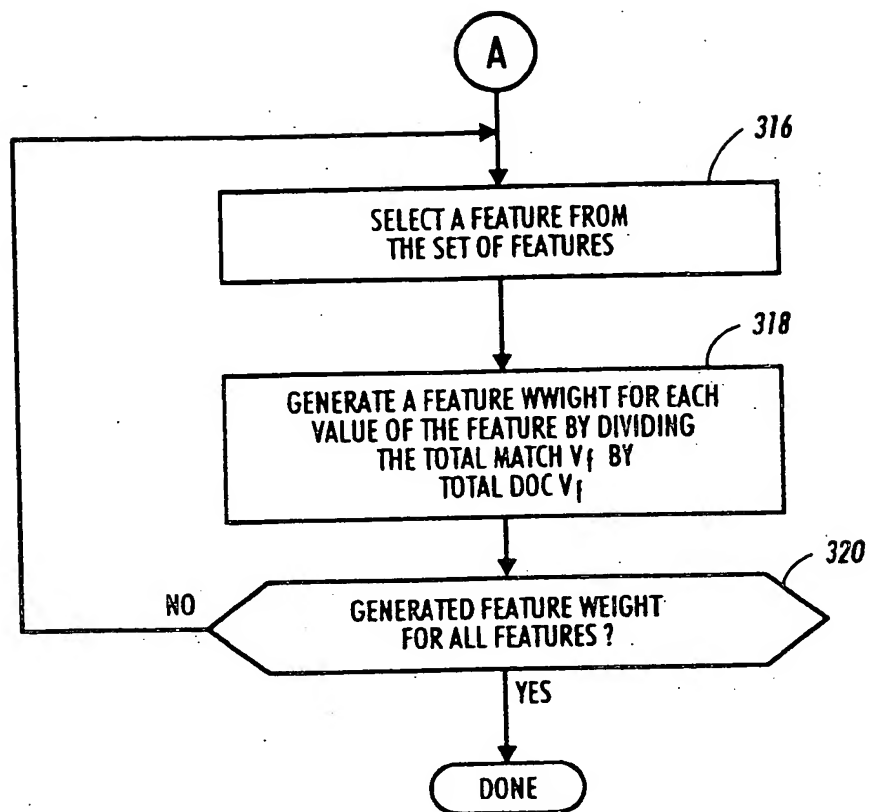 A
316
SELECT A FEATURE FROM
THE SET OF FEATURES
318
GENERATE A FEATURE WWIGHT FOR EACH
VALUE OF THE FEATURE BY DIVIDING
THE TOTAL MATCH Vf BY
TOTAL DOC Vf
320
NO
GENERATED FEATURE WEIGHT
FOR ALL FEATURES ?
YES
DONE